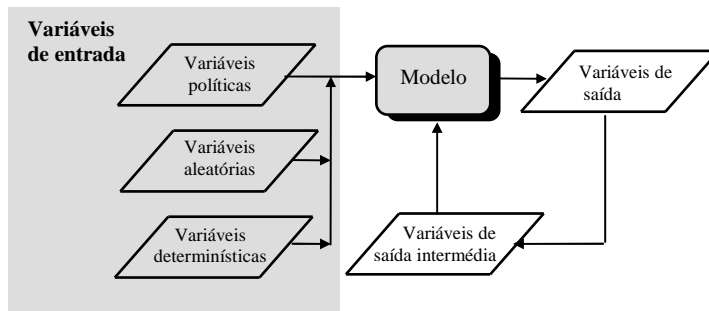 Variáveis
de entrada
Variáveis
políticas
Modelo
Variáveis de
saída
Variáveis
aleatórias
Variáveis
determinísticas
Variáveis de
saída intermédia